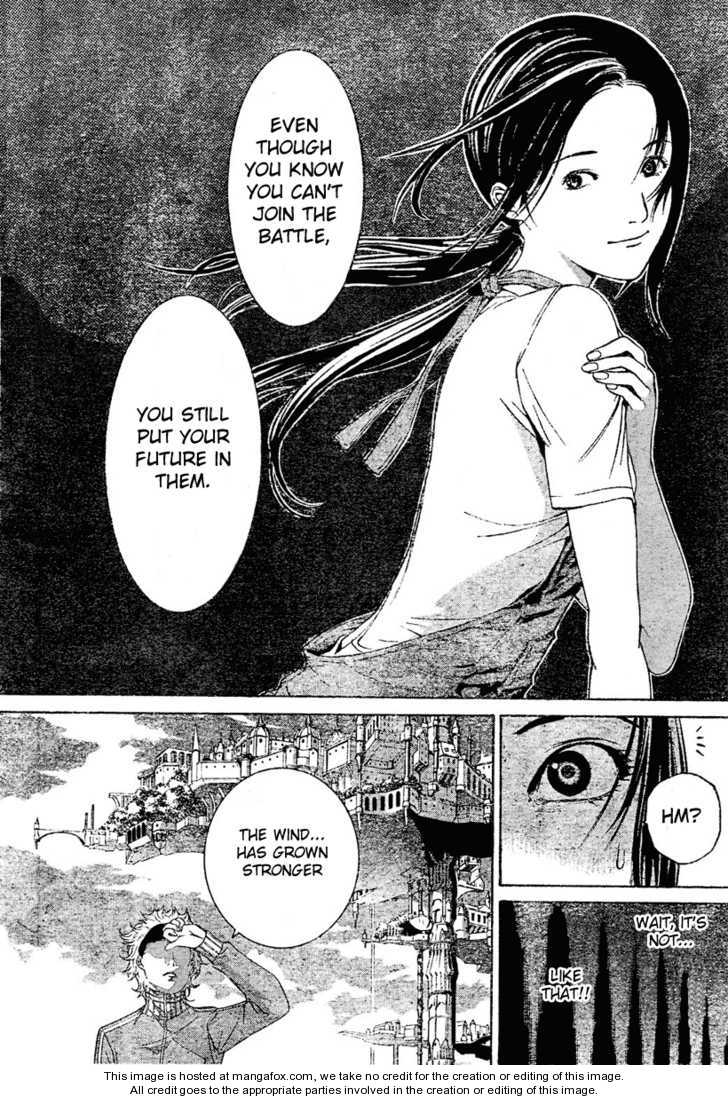 EVEN
THOUGH
YOU KNOW
YOU CAN'T
JOIN THE
BATTLE,
YOU STILL
PUT YOUR
FUTURE IN
THEM.
HM?
WAIT, IT'S
NOT...
LIKE
THAT!!
THE WIND...
HAS GROWN
STRONGER
This image is hosted at mangafox.com, we take no credit for the creation or editing of this image.
All credit goes to the appropriate parties involved in the creation or editing of this image.